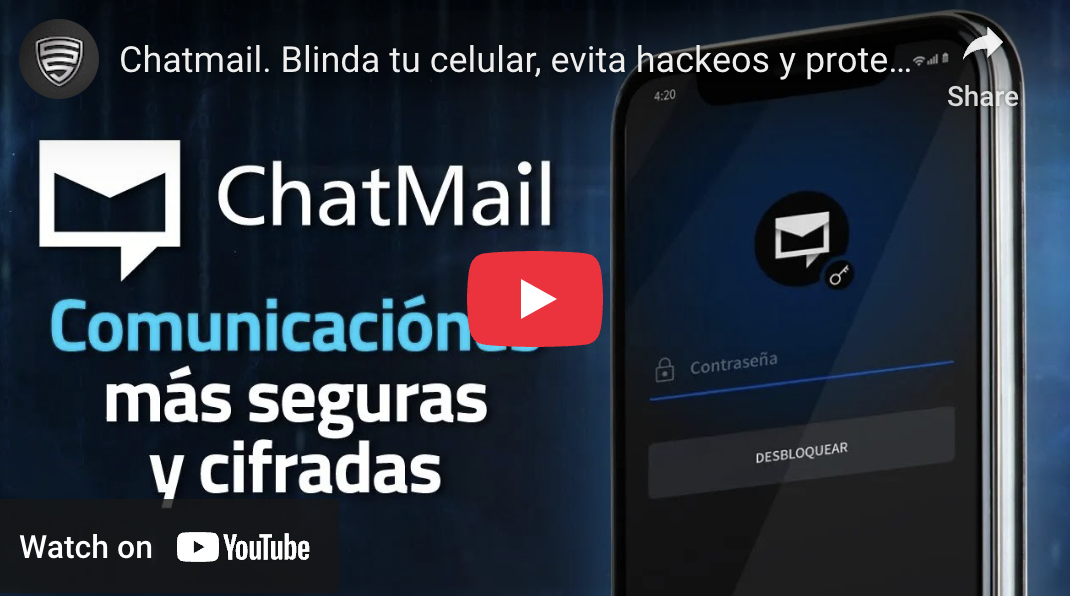 Chatmail. Blinda tu celular, evita hackeos y prote...
Share
4:20
ChatMail
Comunicaciónes
más seguras
y cifradas
Contraseña
DESBLOQUEAR
Watch on YouTube